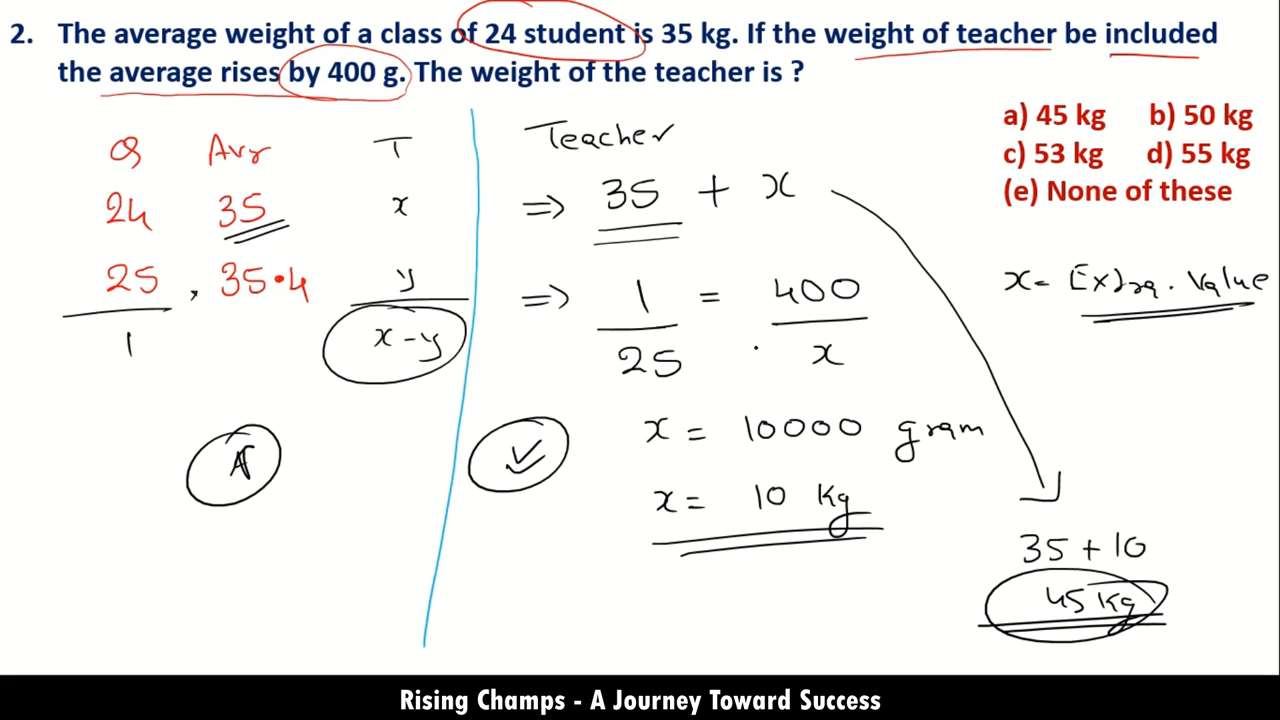 2. The average weight of a class of 24 student is 35 kg. If the weight of teacher be included
the average rises by 400 g. The weight of the teacher is ?
a) 45 kg b) 50 kg
c) 53 kg d) 55 kg
(e) None of these
Avr T
24 35 x
25, 35.4 y
1 x-y
Teacher
⇒ 35 + x
⇒ 1/25 = 400/x
x = 10000 gram
x = 10 Kg
x = Extra. Value
35 + 10
45 Kg
Rising Champs - A Journey Toward Success